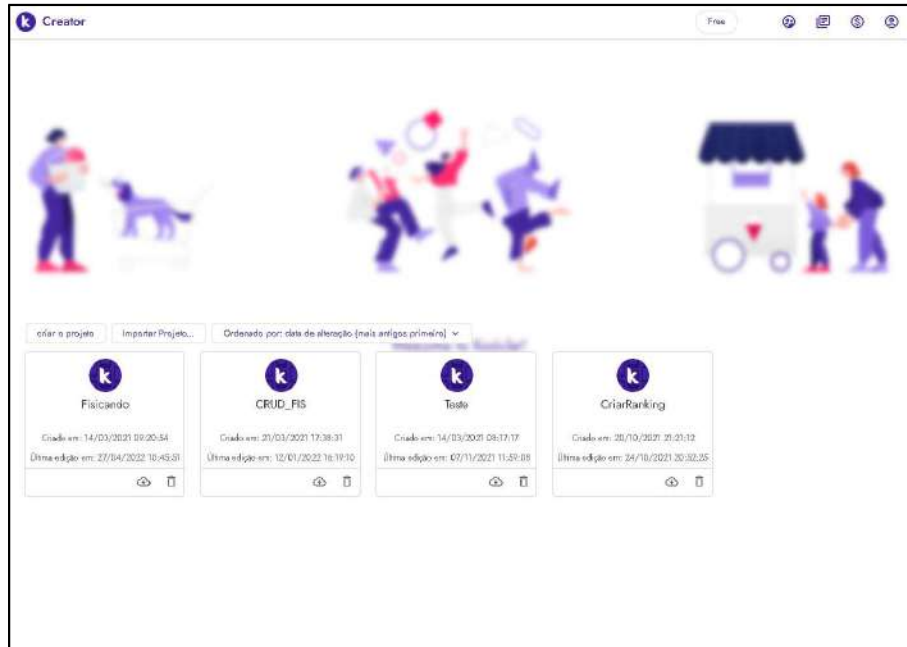 k Creator
Free
criar o projeto
Importar Projeto...
Ordenado por: data de alteração (mais antigos primeiro)
k
Fisicando
Criado em: 14/03/2021 09:20:54
Última edição em: 27/04/2022 10:45:51
k
CRUD_FIS
Criado em: 21/03/2021 17:38:31
Última edição em: 12/01/2022 16:19:10
k
Teste
Criado em: 14/03/2021 08:17:17
Última edição em: 07/11/2021 11:59:08
k
CriarRanking
Criado em: 20/10/2021 21:21:12
Última edição em: 24/10/2021 20:32:25